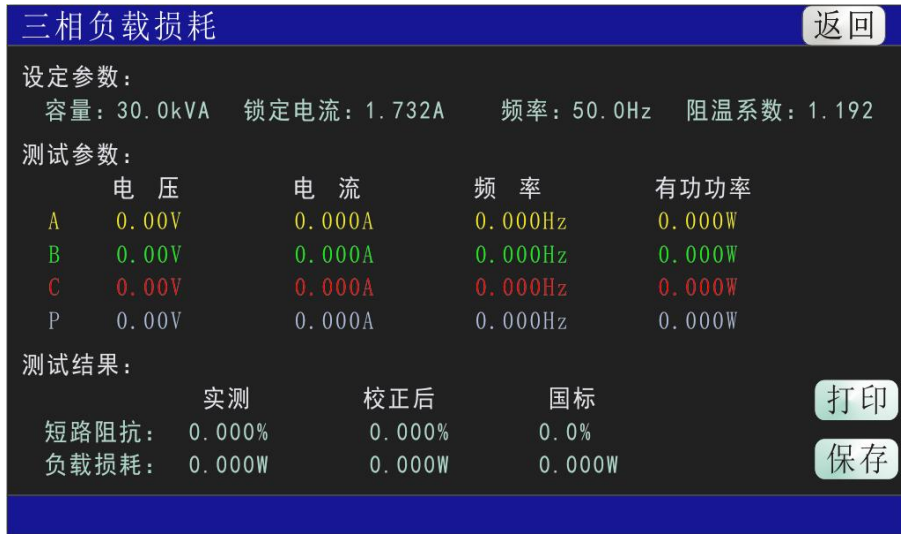 三相负载损耗 返回
设定参数：
容量：30.0kVA 锁定电流：1.732A 频率：50.0Hz 阻温系数：1.192
测试参数：
电 压 电 流 频 率 有功功率
A 0.00V 0.000A 0.000Hz 0.000W
B 0.00V 0.000A 0.000Hz 0.000W
C 0.00V 0.000A 0.000Hz 0.000W
P 0.00V 0.000A 0.000Hz 0.000W
测试结果：
实测 校正后 国标 打印
短路阻抗： 0.000% 0.000% 0.0%
负载损耗： 0.000W 0.000W 0.000W 保存